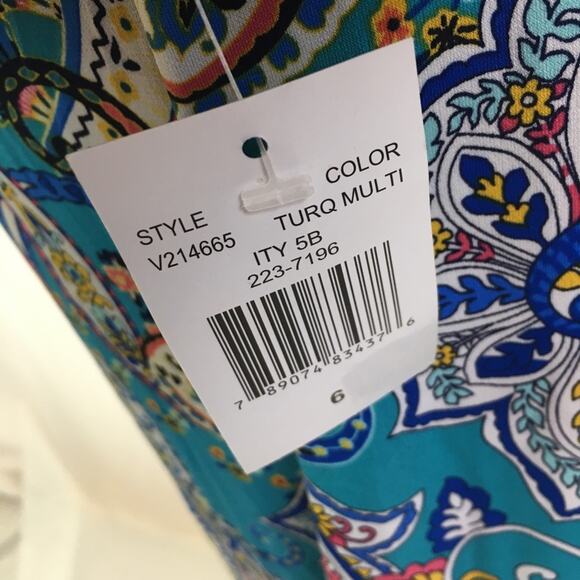 STYLE COLOR
V214665 TURQ MULTI
ITY 5B
223-7196
7 89074 83437 6
6